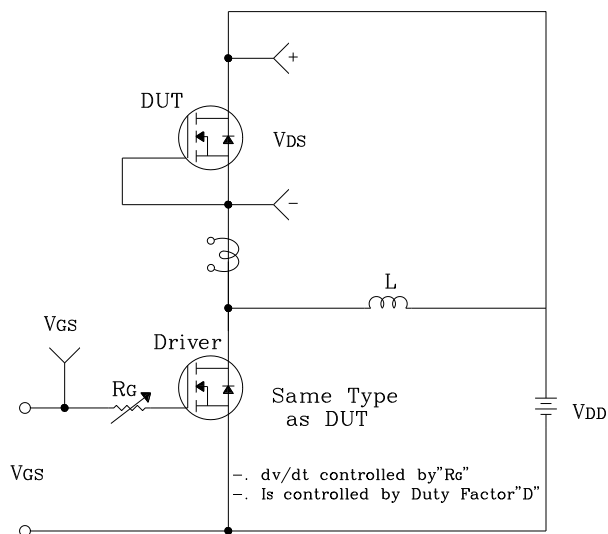 +
DUT
VDS
-
L
VGS
Driver
RG
Same Type
as DUT
VDD
VGS
-. dv/dt controlled by"RG"
-. Is controlled by Duty Factor"D"